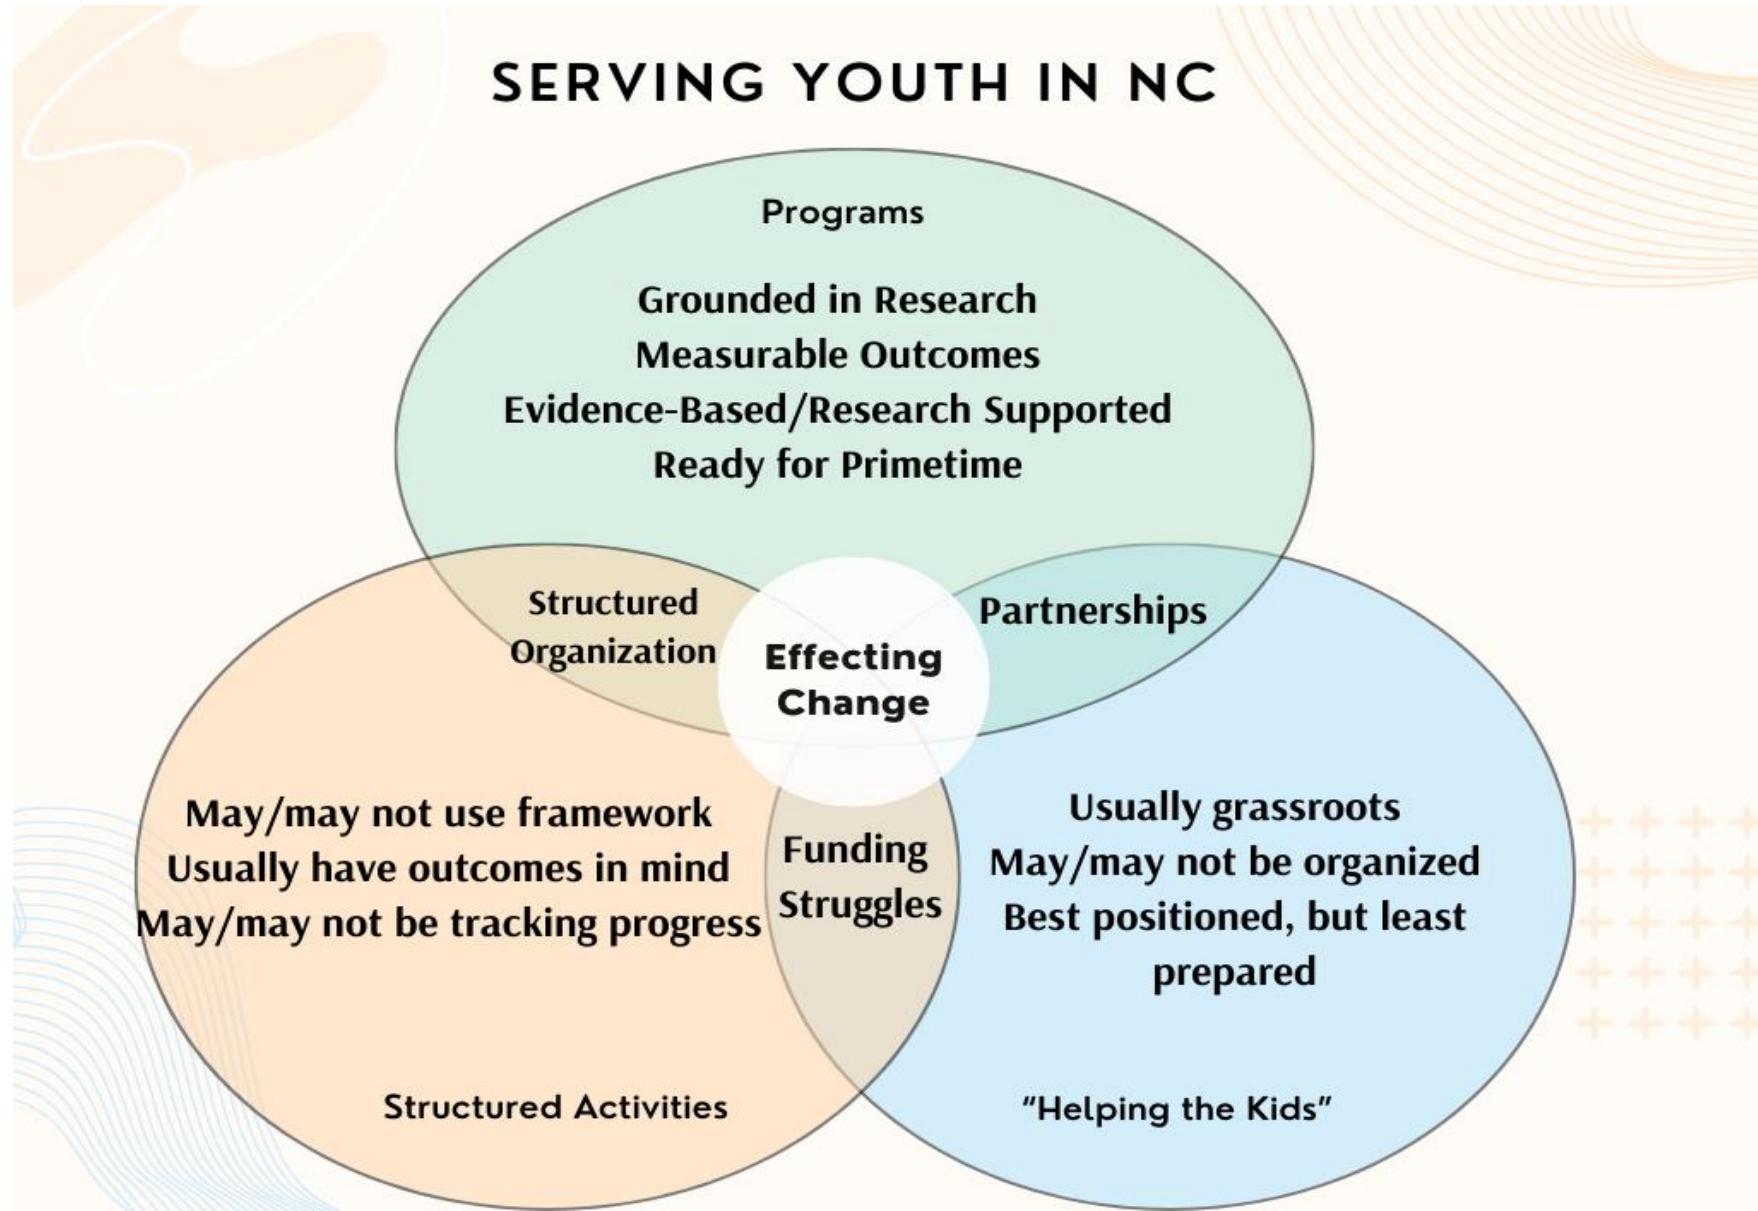 SERVING YOUTH IN NC
Programs
Grounded in Research
Measurable Outcomes
Evidence-Based/Research Supported
Ready for Primetime
Structured
Organization
Effecting
Change
Partnerships
May/may not use framework
Usually have outcomes in mind
May/may not be tracking progress
Funding
Struggles
Usually grassroots
May/may not be organized
Best positioned, but least
prepared
Structured Activities
“Helping the Kids”